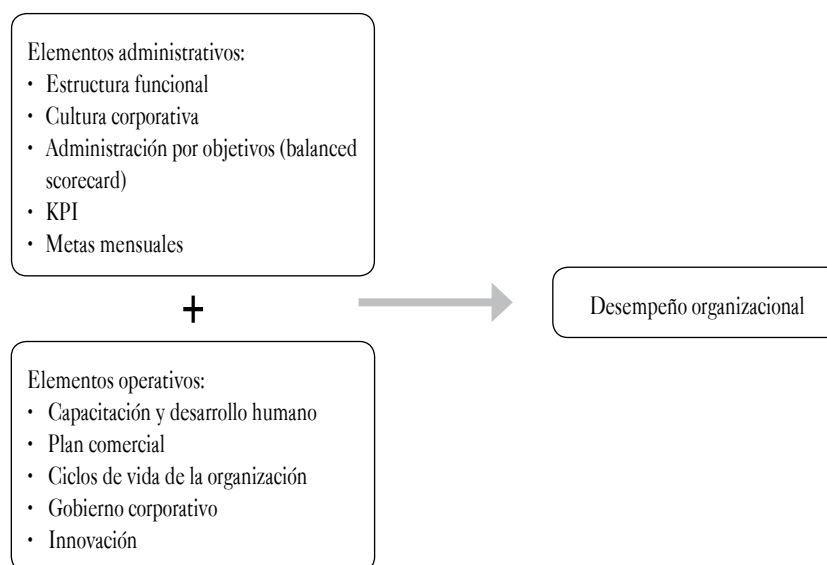 Elementos administrativos:
• Estructura funcional
• Cultura corporativa
• Administración por objetivos (balanced
scorecard)
• KPI
• Metas mensuales
+
Desempeño organizacional
Elementos operativos:
• Capacitación y desarrollo humano
• Plan comercial
• Ciclos de vida de la organización
• Gobierno corporativo
• Innovación